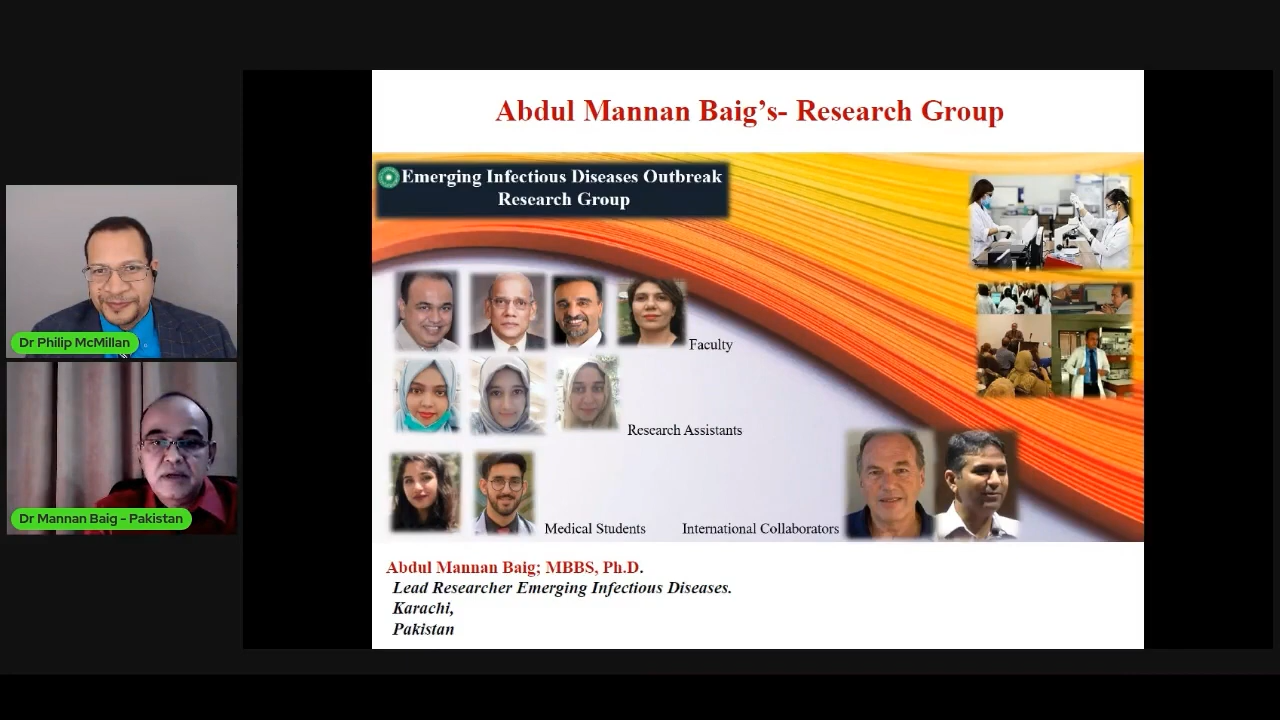 Abdul Mannan Baig’s- Research Group
Emerging Infectious Diseases Outbreak
Research Group
Dr Philip McMillan
Dr Mannan Baig – Pakistan
Faculty
Research Assistants
Medical Students
International Collaborators
Abdul Mannan Baig; MBBS, Ph.D.
Lead Researcher Emerging Infectious Diseases.
Karachi,
Pakistan